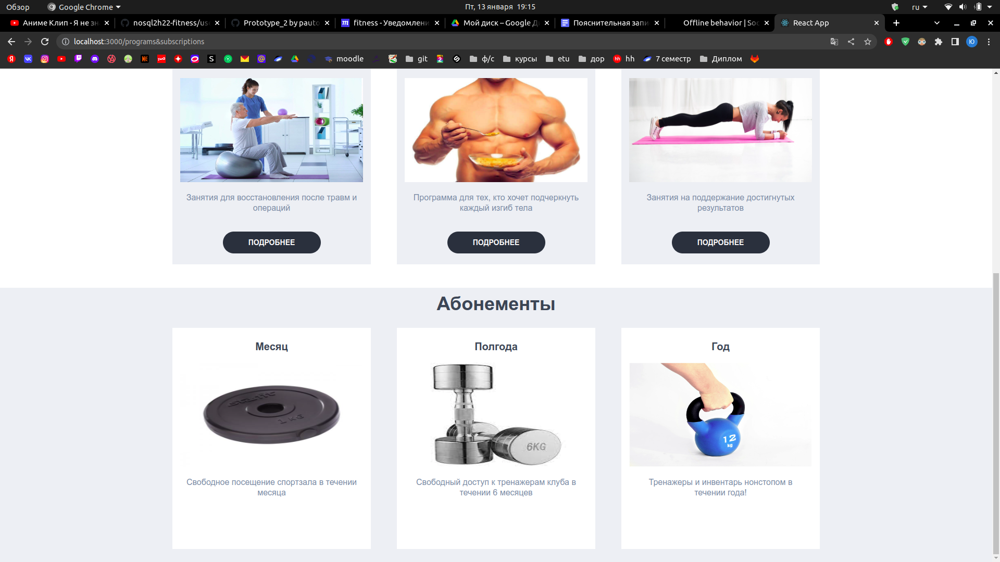 Обзор
Google Chrome
Пт, 13 января 19:15
ru
Аниме Клип - Я не зн
nosql2h22-fitness/us
Prototype_2 by pauto
fitness - Уведомлени
Мой диск – Google Д
Пояснительная запи
Offline behavior | Soc
React App
localhost:3000/programs&subscriptions
Ю
moodle
git
ф/с
курсы
etu
дор
hh
7 семестр
Диплом
Занятия для восстановления после травм и
операций
ПОДРОБНЕЕ
Программа для тех, кто хочет подчеркнуть
каждый изгиб тела
ПОДРОБНЕЕ
Занятия на поддержание достигнутых
результатов
ПОДРОБНЕЕ
Абонементы
Месяц
starfit
1 KG
Свободное посещение спортзала в течении
месяца
Полгода
6KG
Свободный доступ к тренажерам клуба в
течении 6 месяцев
Год
12
kg
Тренажеры и инвентарь нонстопом в
течении года!